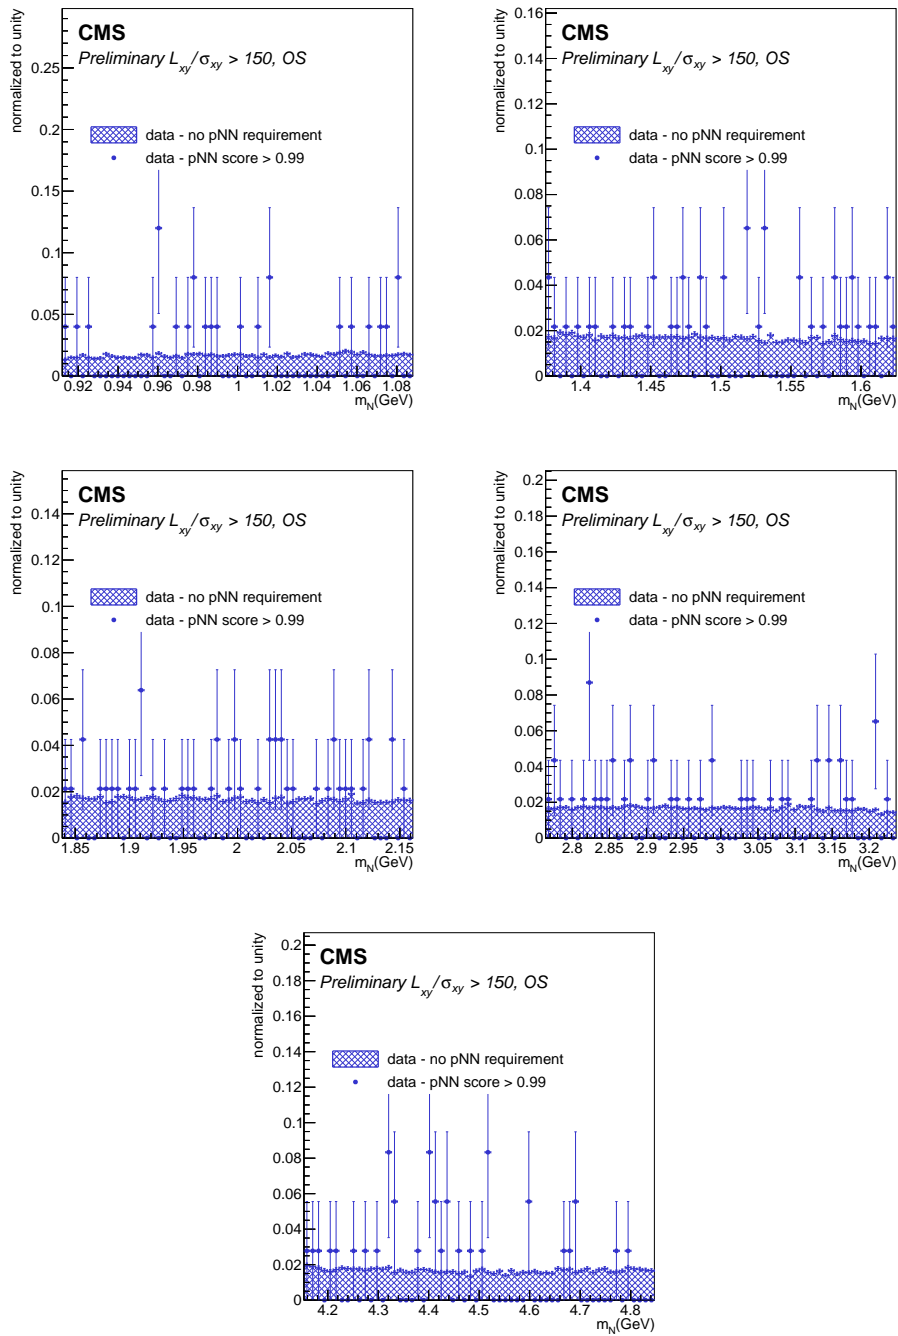 normalized to unity
CMS
Preliminary L_xy/σ_xy > 150, OS
data - no pNN requirement
data - pNN score > 0.99
0.25
0.2
0.15
0.1
0.05
0
0.92 0.94 0.96 0.98 1.0 1.02 1.04 1.06 1.08
m_N(GeV)
normalized to unity
CMS
Preliminary L_xy/σ_xy > 150, OS
data - no pNN requirement
data - pNN score > 0.99
0.16
0.14
0.12
0.1
0.08
0.06
0.04
0.02
0
1.4 1.45 1.5 1.55 1.6
m_N(GeV)
normalized to unity
CMS
Preliminary L_xy/σ_xy > 150, OS
data - no pNN requirement
data - pNN score > 0.99
0.14
0.12
0.1
0.08
0.06
0.04
0.02
0
1.85 1.9 1.95 2 2.05 2.1 2.15
m_N(GeV)
normalized to unity
CMS
Preliminary L_xy/σ_xy > 150, OS
data - no pNN requirement
data - pNN score > 0.99
0.2
0.18
0.16
0.14
0.12
0.1
0.08
0.06
0.04
0.02
0
2.8 2.85 2.9 2.95 3 3.05 3.1 3.15 3.2
m_N(GeV)
normalized to unity
CMS
Preliminary L_xy/σ_xy > 150, OS
data - no pNN requirement
data - pNN score > 0.99
0.2
0.18
0.16
0.14
0.12
0.1
0.08
0.06
0.04
0.02
0
4.2 4.3 4.4 4.5 4.6 4.7 4.8
m_N(GeV)